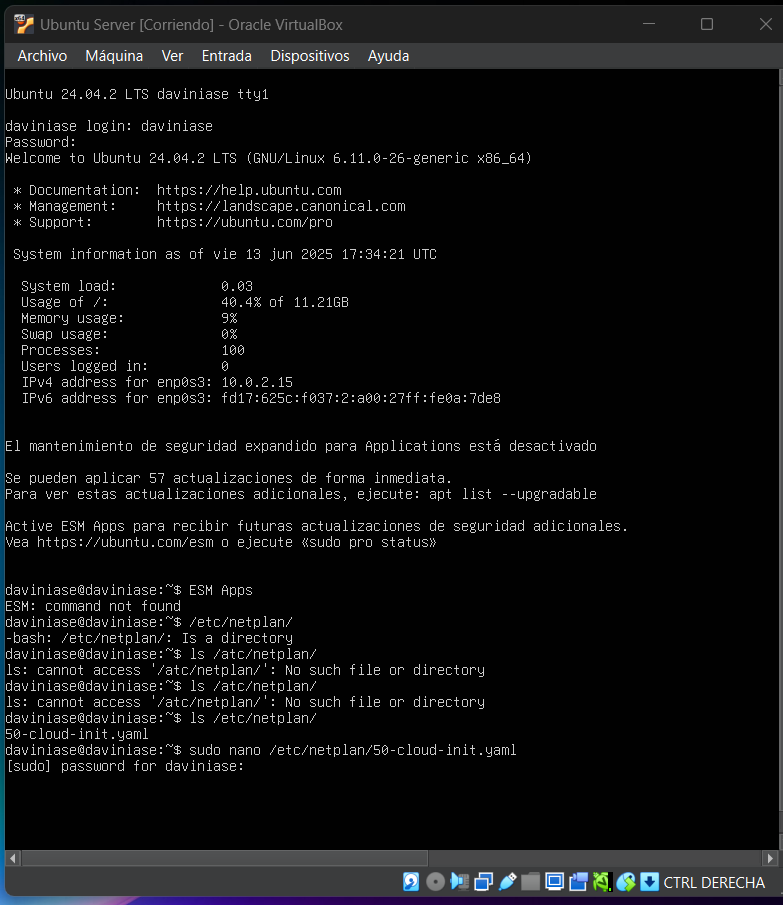 Ubuntu Server [Corriendo] - Oracle VirtualBox
Archivo Máquina Ver Entrada Dispositivos Ayuda
Ubuntu 24.04.2 LTS daviniase tty1
daviniase login: daviniase
Password:
Welcome to Ubuntu 24.04.2 LTS (GNU/Linux 6.11.0-26-generic x86_64)
* Documentation: https://help.ubuntu.com
* Management: https://landscape.canonical.com
* Support: https://ubuntu.com/pro
System information as of vie 13 jun 2025 17:34:21 UTC
System load: 0.03
Usage of /: 40.4% of 11.21GB
Memory usage: 9%
Swap usage: 0%
Processes: 100
Users logged in: 0
IPv4 address for enp0s3: 10.0.2.15
IPv6 address for enp0s3: fd17:625c:f037:2:a00:27ff:fe0a:7de8
El mantenimiento de seguridad expandido para Applications está desactivado
Se pueden aplicar 57 actualizaciones de forma inmediata.
Para ver estas actualizaciones adicionales, ejecute: apt list --upgradable
Active ESM Apps para recibir futuras actualizaciones de seguridad adicionales.
Vea https://ubuntu.com/esm o ejecute «sudo pro status»
daviniase@daviniase:~$ ESM Apps
ESM: command not found
daviniase@daviniase:~$ /etc/netplan/
-bash: /etc/netplan/: Is a directory
daviniase@daviniase:~$ ls /atc/netplan/
ls: cannot access '/atc/netplan/': No such file or directory
daviniase@daviniase:~$ ls /atc/netplan/
ls: cannot access '/atc/netplan/': No such file or directory
daviniase@daviniase:~$ ls /etc/netplan/
50-cloud-init.yaml
daviniase@daviniase:~$ sudo nano /etc/netplan/50-cloud-init.yaml
[sudo] password for daviniase:
CTRL DERECHA